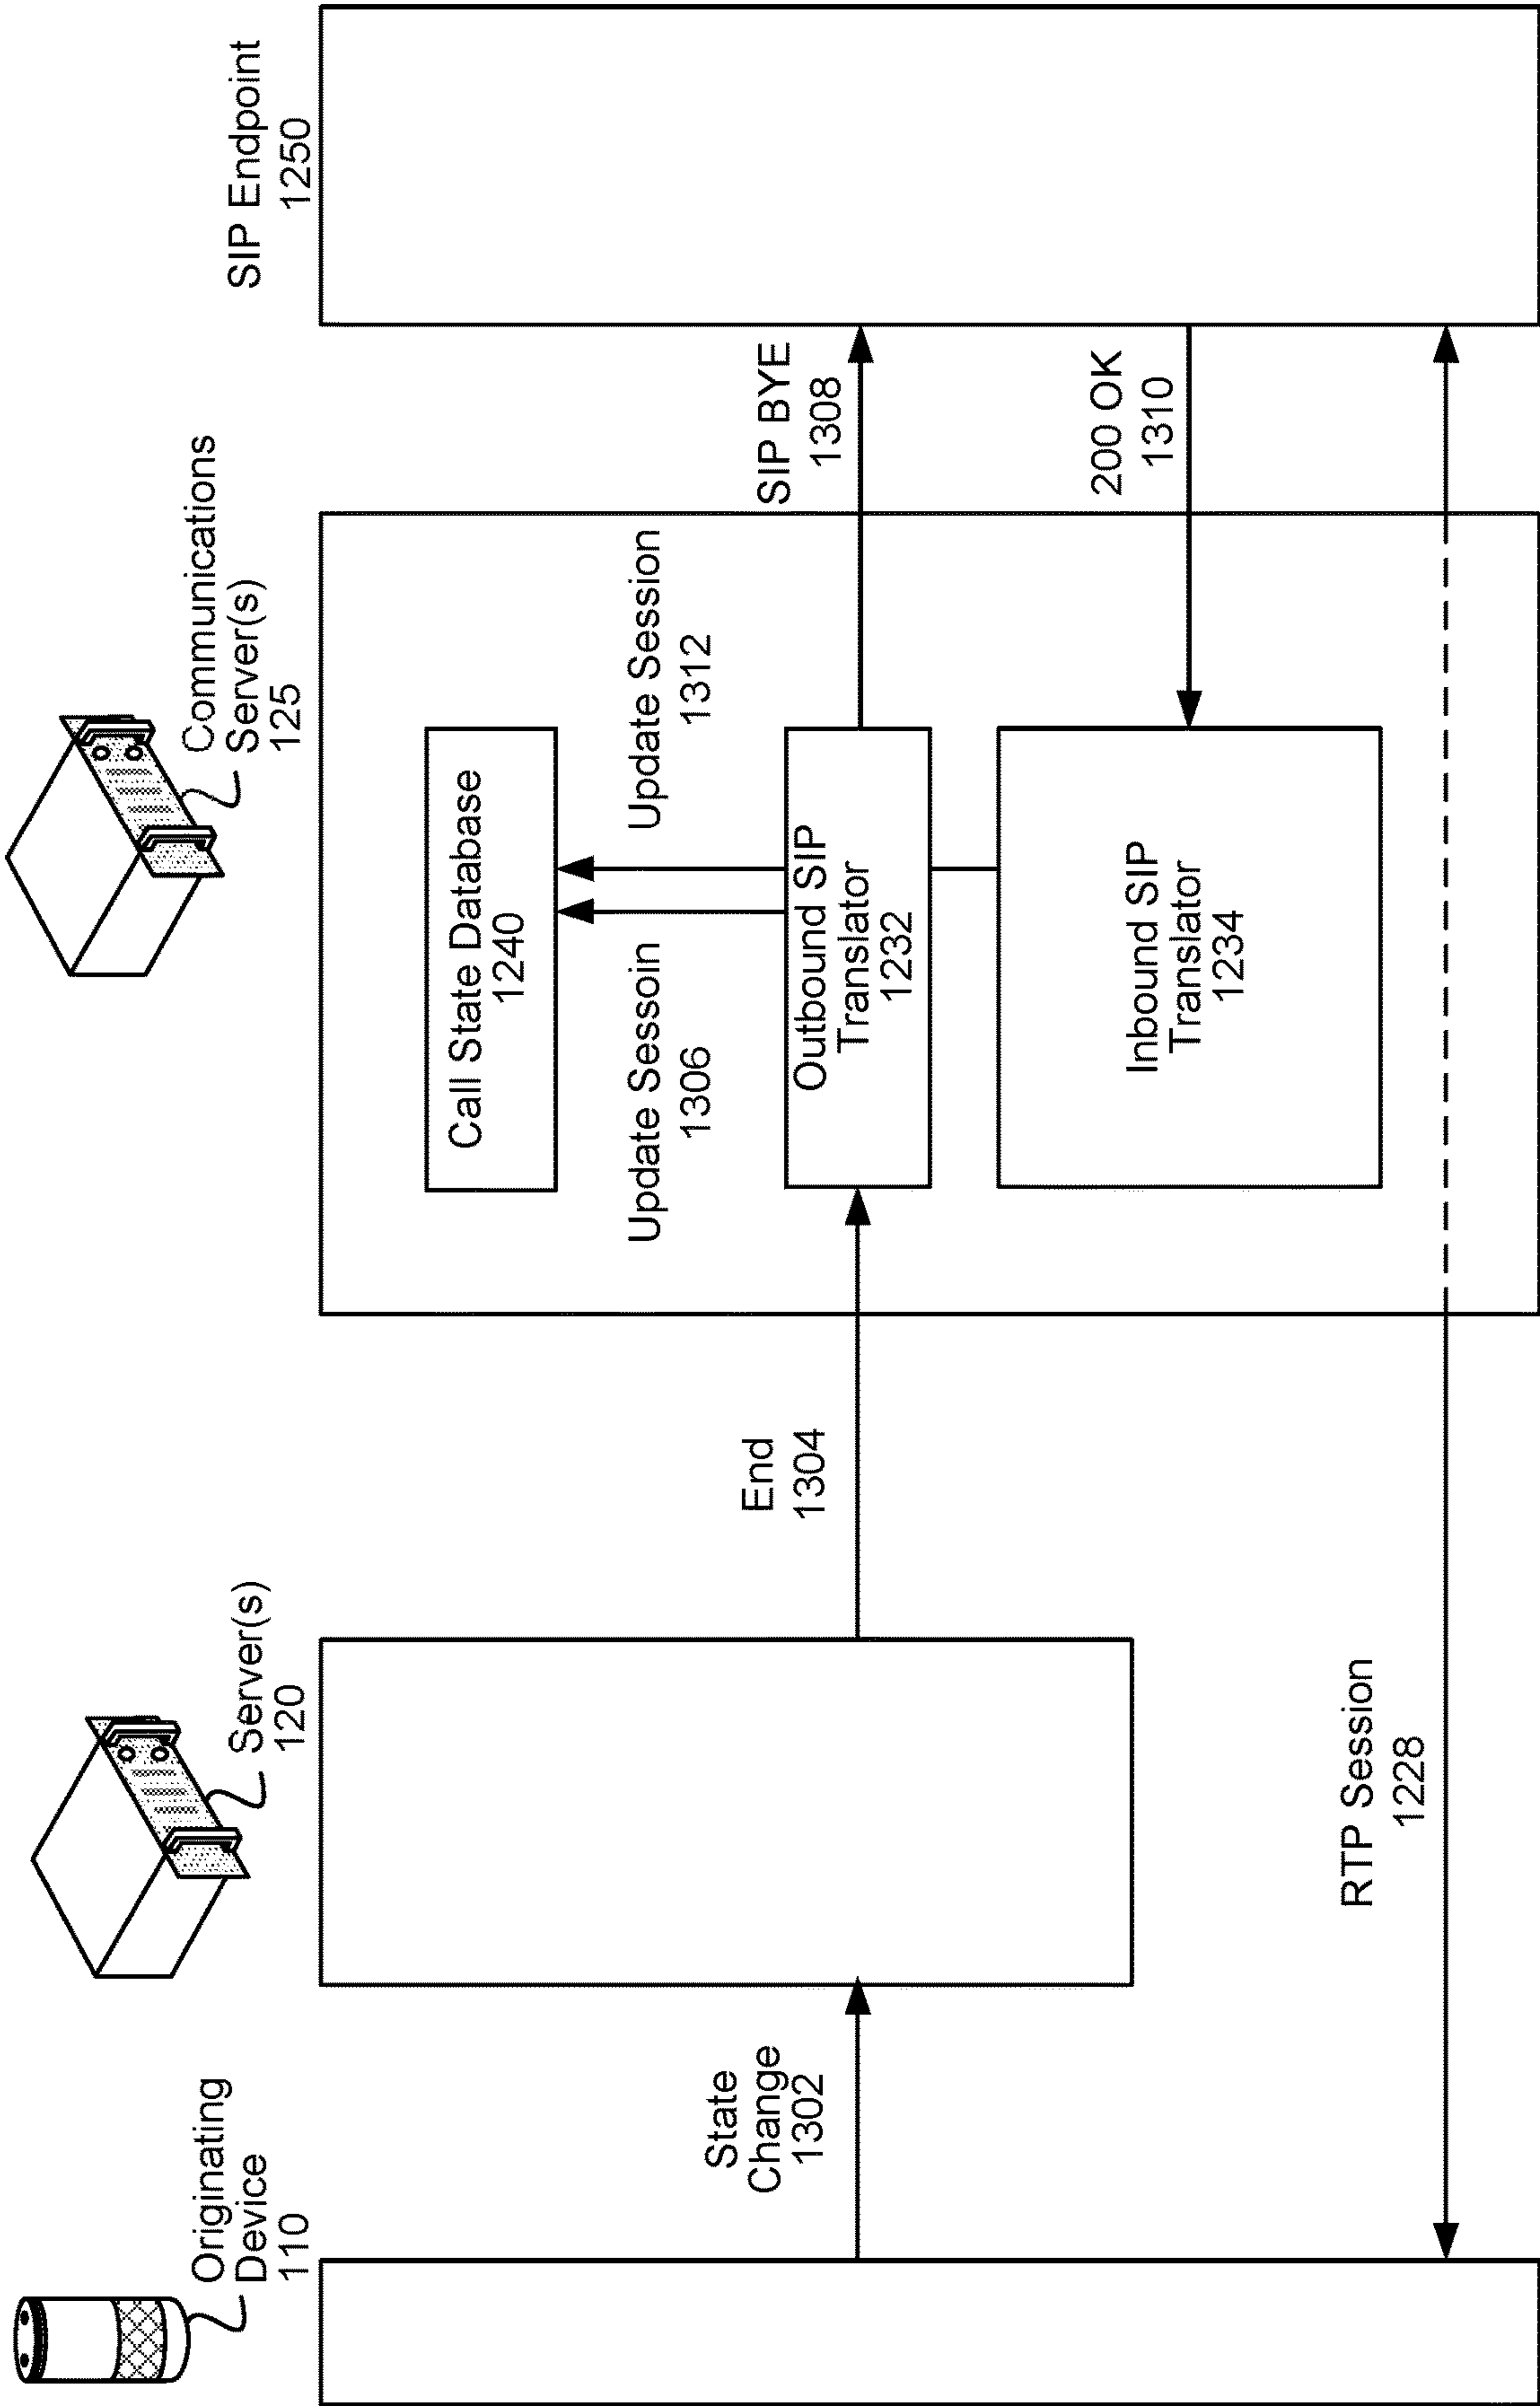 Originating
Device
110
Server(s)
120
Communications
Server(s)
125
SIP Endpoint
1250
Call State Database
1240
Update Sessoin
1306
Update Session
1312
State
Change
1302
End
1304
Outbound SIP
Translator
1232
SIP BYE
1308
Inbound SIP
Translator
1234
200 OK
1310
RTP Session
1228